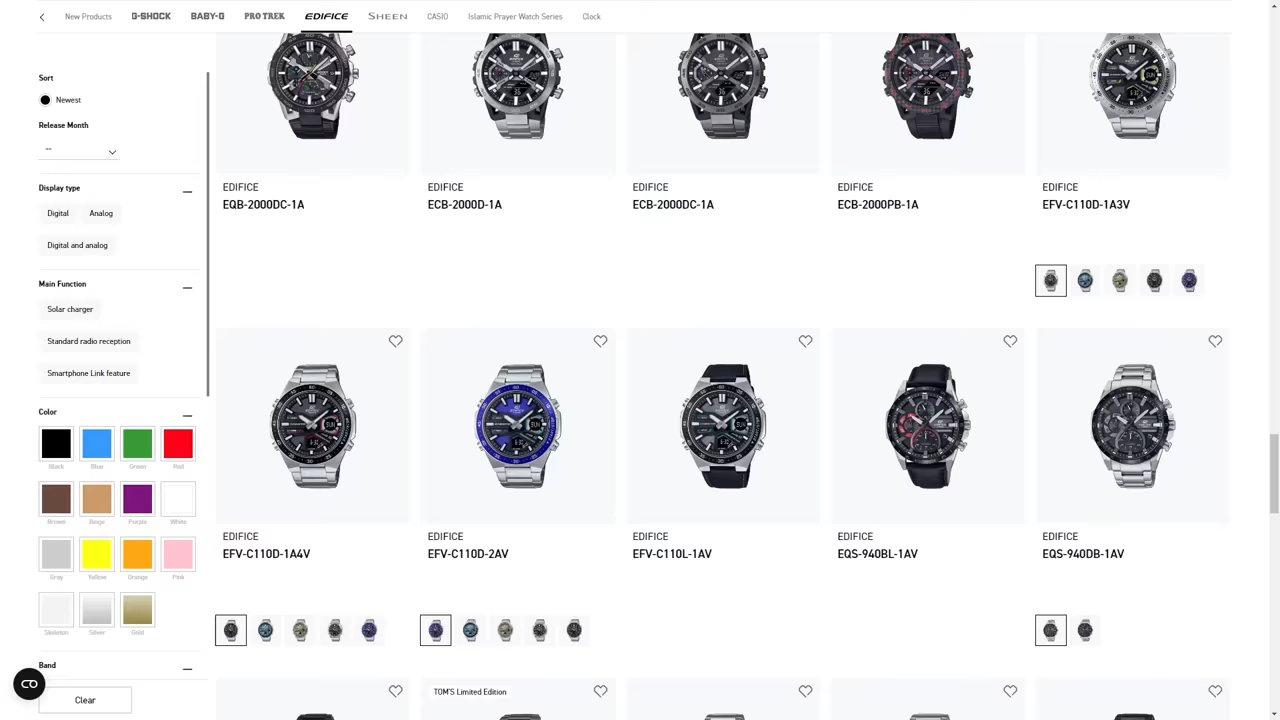 New Products G-SHOCK BABY-G PRO TREK EDIFICE SHEEN CASIO Islamic Prayer Watch Series Clock
Sort
Newest
Release Month
--
Display type
Digital Analog
Digital and analog
Main Function
Solar charger
Standard radio reception
Smartphone Link feature
Color
Black Blue Green Red
Brown Beige Purple White
Gray Yellow Orange Pink
Skeleton Silver Gold
Band
Clear
EDIFICE
EQB-2000DC-1A
EDIFICE
ECB-2000D-1A
EDIFICE
ECB-2000DC-1A
EDIFICE
ECB-2000PB-1A
EDIFICE
EFV-C110D-1A3V
EDIFICE
EFV-C110D-1A4V
EDIFICE
EFV-C110D-2AV
EDIFICE
EFV-C110L-1AV
EDIFICE
EQS-940BL-1AV
EDIFICE
EQS-940DB-1AV
TOM'S Limited Edition